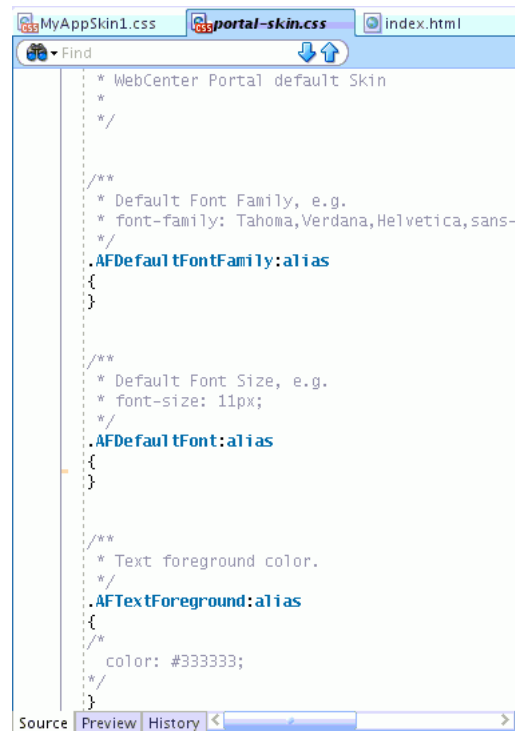 MyAppSkin1.css portal-skin.css index.html
Find
* WebCenter Portal default Skin
*
*/
/**
* Default Font Family, e.g.
* font-family: Tahoma,Verdana,Helvetica,sans-
*/
.AFDefaultFontFamily:alias
{
}
/**
* Default Font Size, e.g.
* font-size: 11px;
*/
.AFDefaultFont:alias
{
}
/**
* Text foreground color.
*/
.AFTextForeground:alias
{
/*
color: #333333;
*/
}
Source Preview History